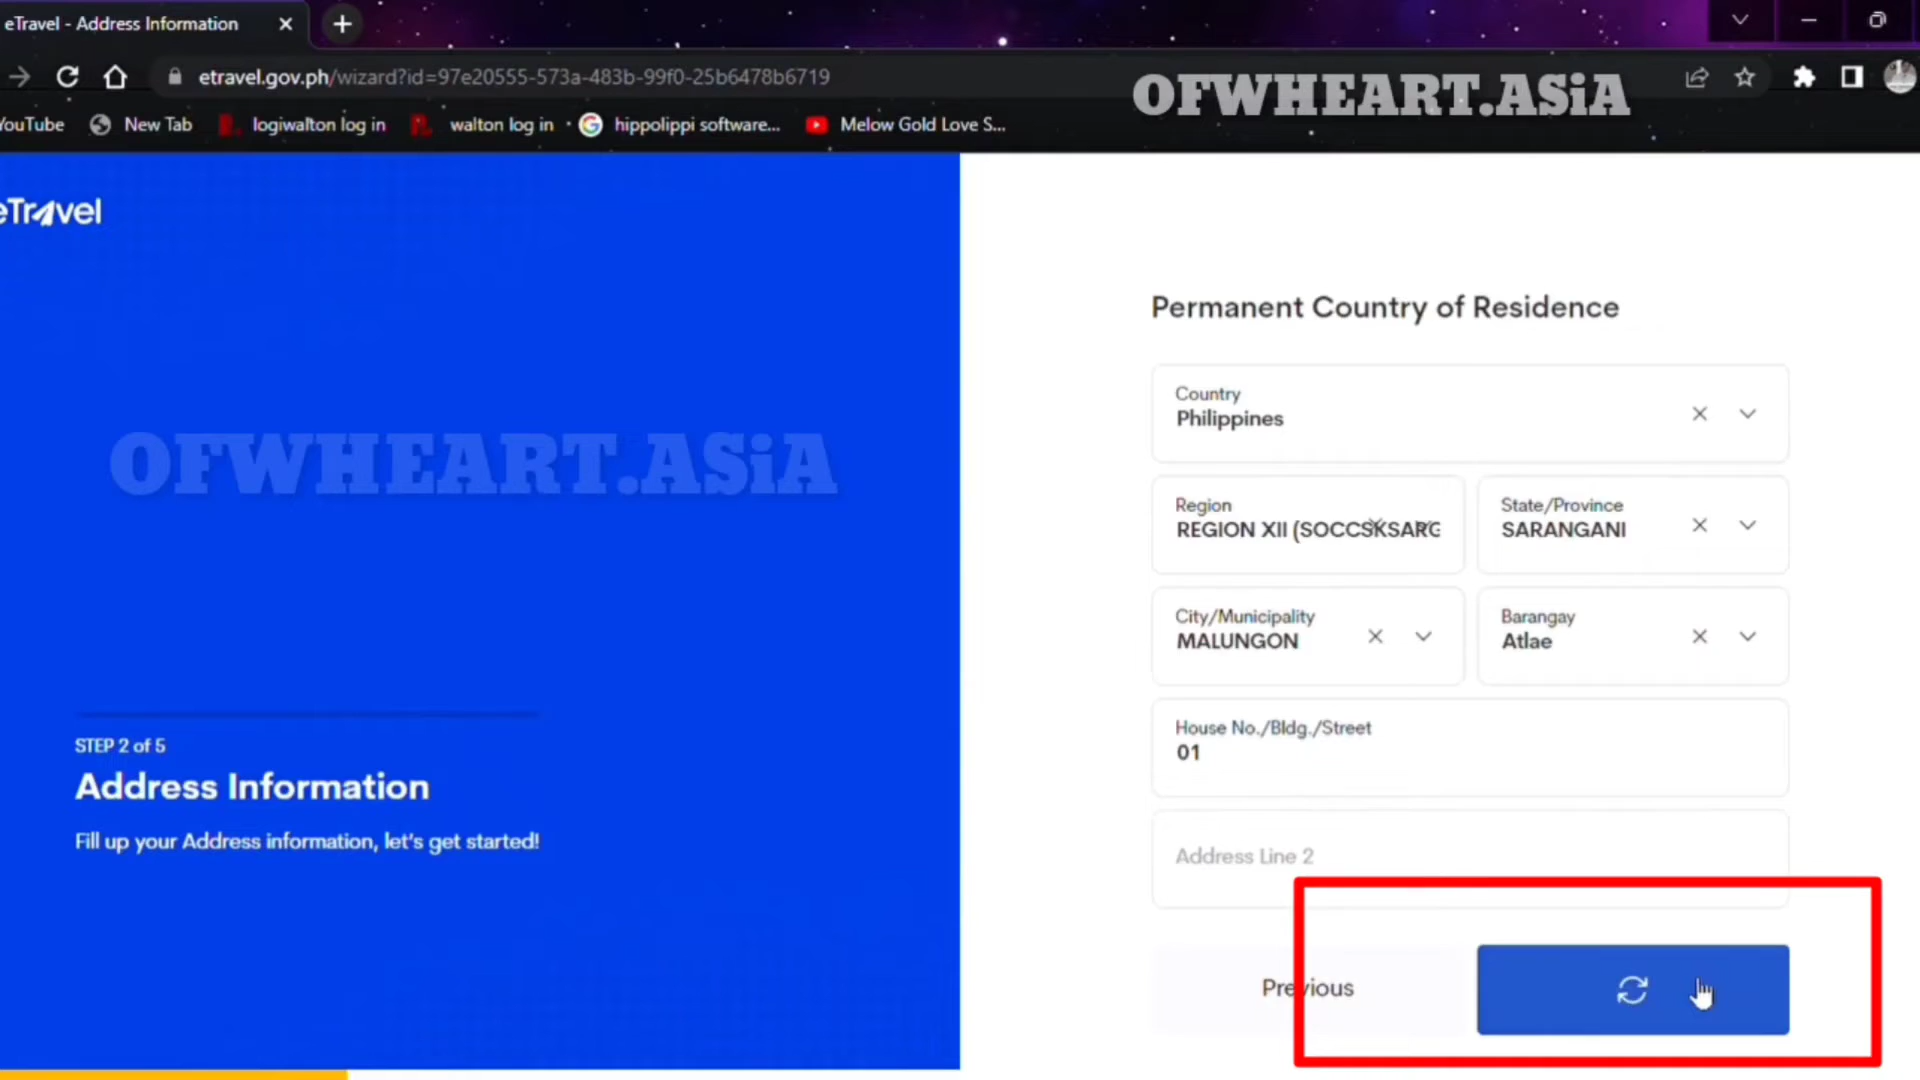 eTravel - Address Information
etravel.gov.ph/wizard?id=97e20555-573a-483b-99f0-25b6478b6719
OFWHEART.ASiA
YouTube New Tab logiwalton log in walton log in hippolippi software... Melow Gold Love S...
eTravel
OFWHEART.ASiA
STEP 2 of 5
Address Information
Fill up your Address information, let's get started!
Permanent Country of Residence
Country
Philippines
Region
REGION XII (SOCCSKSARG
State/Province
SARANGANI
City/Municipality
MALUNGON
Barangay
Atlae
House No./Bldg./Street
01
Address Line 2
Previous